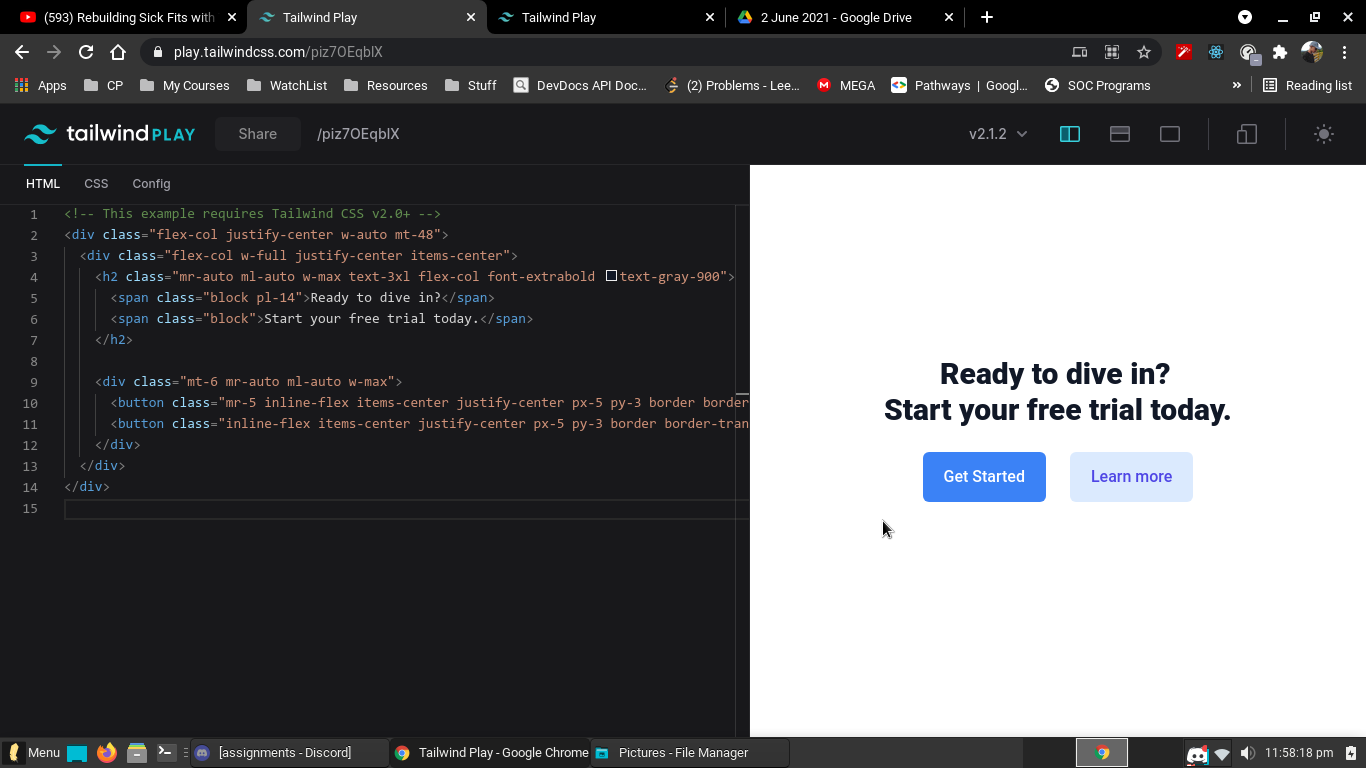 (593) Rebuilding Sick Fits with
Tailwind Play
Tailwind Play
2 June 2021 - Google Drive
play.tailwindcss.com/piz7OEqblX
Apps
CP
My Courses
WatchList
Resources
Stuff
DevDocs API Doc...
(2) Problems - Lee...
MEGA
Pathways | Googl...
SOC Programs
»
Reading list
tailwind PLAY
Share
/piz7OEqblX
v2.1.2
HTML
CSS
Config
1 <!-- This example requires Tailwind CSS v2.0+ -->
2 <div class="flex-col justify-center w-auto mt-48">
3 <div class="flex-col w-full justify-center items-center">
4 <h2 class="mr-auto ml-auto w-max text-3xl flex-col font-extrabold text-gray-900">
5 <span class="block pl-14">Ready to dive in?</span>
6 <span class="block">Start your free trial today.</span>
7 </h2>
8
9 <div class="mt-6 mr-auto ml-auto w-max">
10 <button class="mr-5 inline-flex items-center justify-center px-5 py-3 border border
11 <button class="inline-flex items-center justify-center px-5 py-3 border border-tran
12 </div>
13 </div>
14 </div>
15
Ready to dive in?
Start your free trial today.
Get Started
Learn more
Menu
[assignments - Discord]
Tailwind Play - Google Chrome
Pictures - File Manager
11:58:18 pm